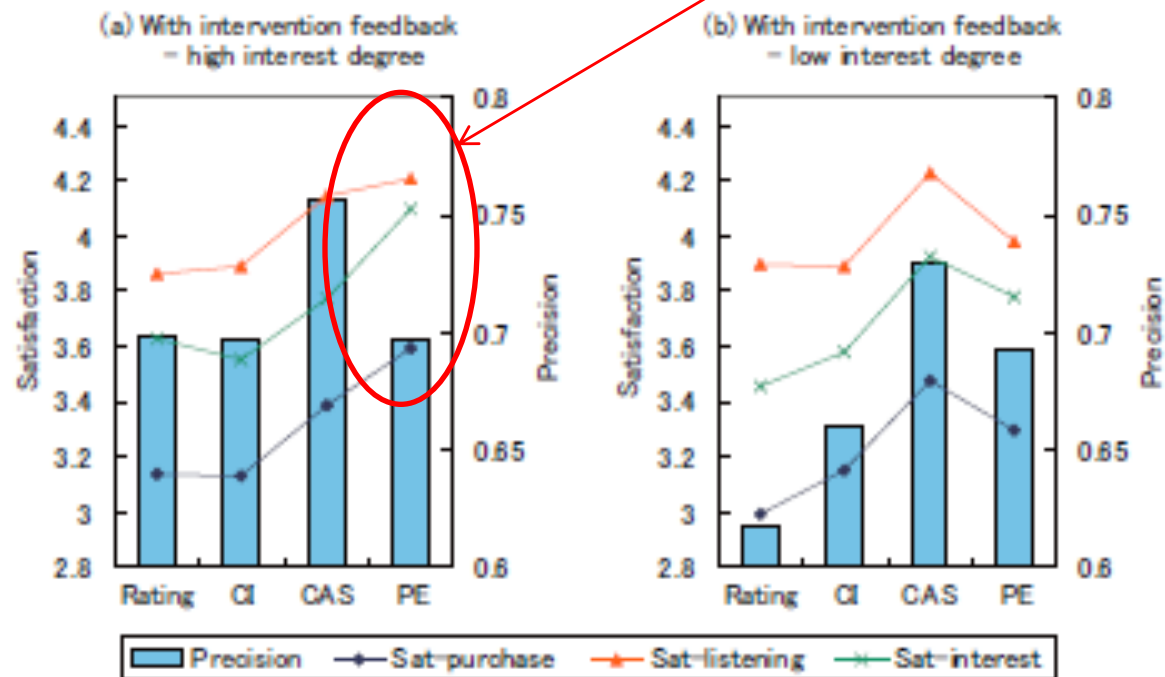 (a) With intervention feedback
- high interest degree
(b) With intervention feedback
- low interest degree
Satisfaction
4.4
4.2
4
3.8
3.6
3.4
3.2
3
2.8
0.8
0.75
0.7
0.65
0.6
Precision
Rating CI CAS PE
Satisfaction
4.4
4.2
4
3.8
3.6
3.4
3.2
3
2.8
0.8
0.75
0.7
0.65
0.6
Precision
Rating CI CAS PE
Precision Sat-purchase Sat-listening Sat-interest